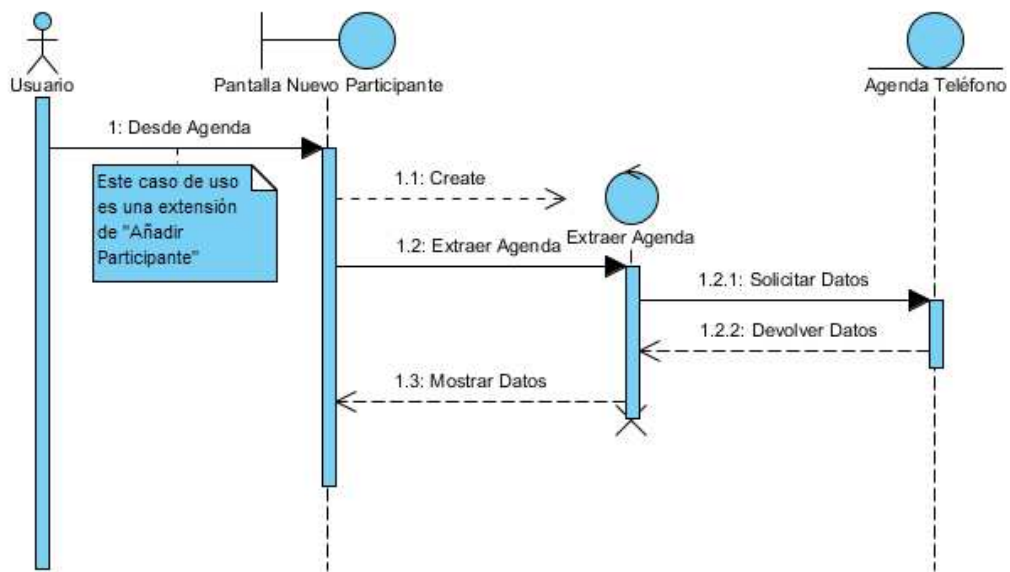 Usuario
Pantalla Nuevo Participante
Agenda Teléfono
1: Desde Agenda
Este caso de uso
es una extensión
de "Añadir
Participante"
1.1: Create
Extraer Agenda
1.2: Extraer Agenda
1.2.1: Solicitar Datos
1.2.2: Devolver Datos
1.3: Mostrar Datos